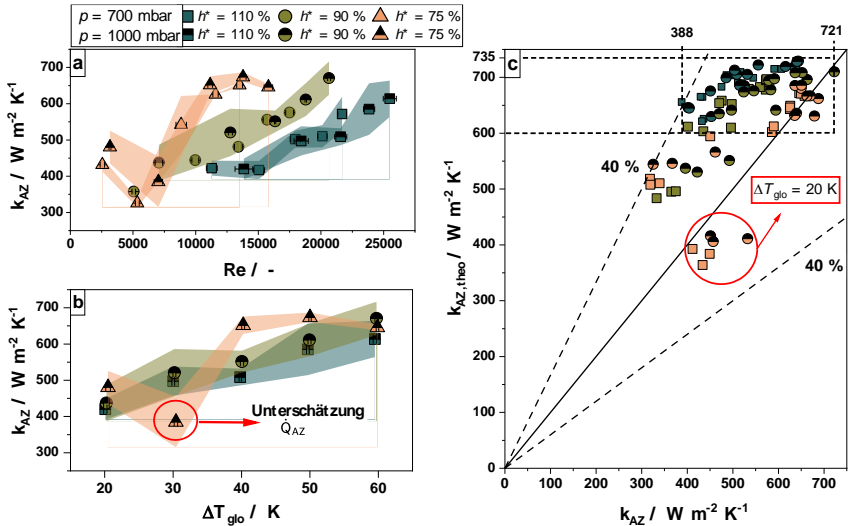 p = 700 mbar h* = 110 % h* = 90 % h* = 75 %
p = 1000 mbar h* = 110 % h* = 90 % h* = 75 %
a
k_AZ / W m⁻² K⁻¹
700
600
500
400
300
0 5000 10000 15000 20000 25000
Re / -
b
k_AZ / W m⁻² K⁻¹
700
600
500
400
300
Unterschätzung
Q̇_AZ
20 30 40 50 60
ΔT_glo / K
c
388 721
k_AZ,theo / W m⁻² K⁻¹
735
700
600
500
400
300
200
100
0
40 %
ΔT_glo = 20 K
40 %
0 100 200 300 400 500 600 700
k_AZ / W m⁻² K⁻¹